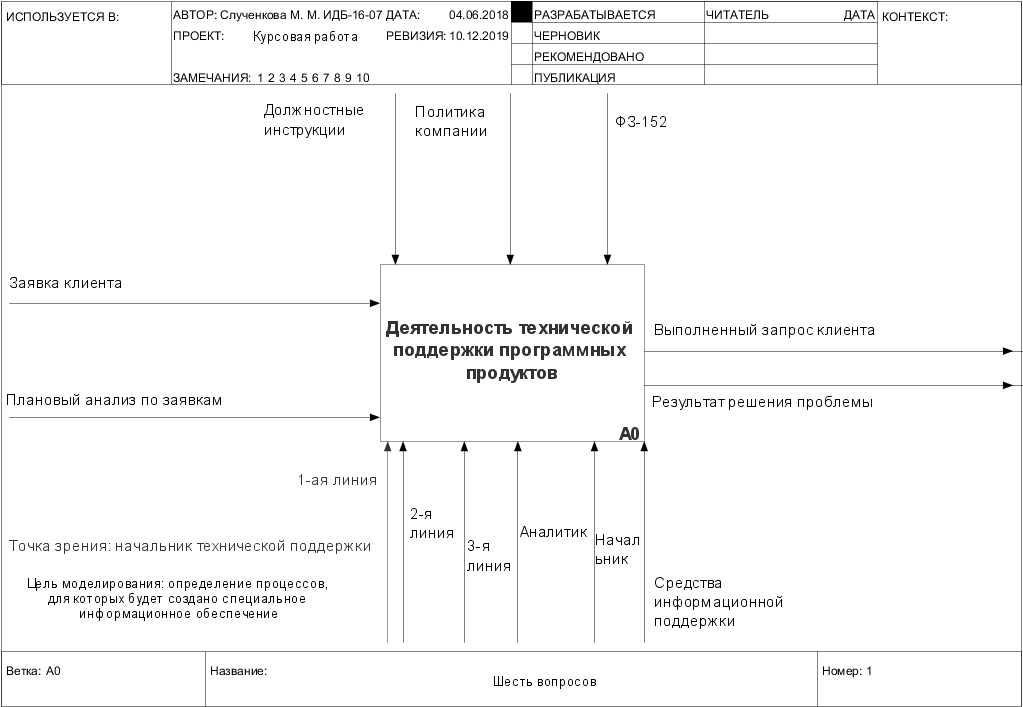 ИСПОЛЬЗУЕТСЯ В:
АВТОР: Слученкова М. М. ИДБ-16-07 ДАТА: 04.06.2018
ПРОЕКТ: Курсовая работа РЕВИЗИЯ: 10.12.2019
ЗАМЕЧАНИЯ: 1 2 3 4 5 6 7 8 9 10
РАЗРАБАТЫВАЕТСЯ
ЧЕРНОВИК
РЕКОМЕНДОВАНО
ПУБЛИКАЦИЯ
ЧИТАТЕЛЬ ДАТА
КОНТЕКСТ:
Должностные
инструкции
Политика
компании
ФЗ-152
Заявка клиента
Плановый анализ по заявкам
Деятельность технической
поддержки программных
продуктов
А0
Выполненный запрос клиента
Результат решения проблемы
1-ая линия
2-я
линия
3-я
линия
Аналитик
Началь
ьник
Средства
информационной
поддержки
Точка зрения: начальник технической поддержки
Цель моделирования: определение процессов,
для которых будет создано специальное
информационное обеспечение
Ветка: А0
Название:
Шесть вопросов
Номер: 1